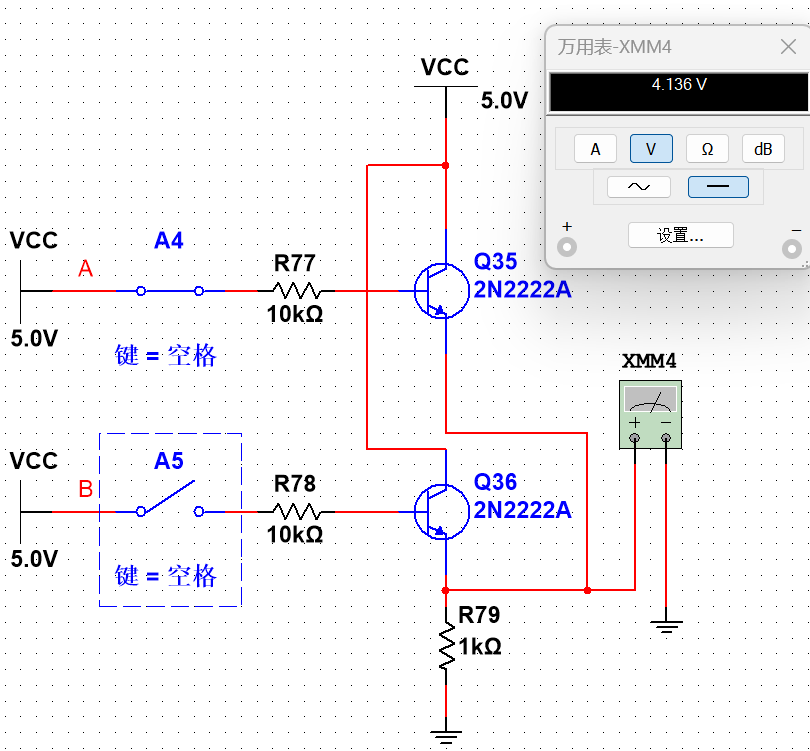 万用表-XMM4
4.136 V
A
V
Ω
dB
+
设置...
−
VCC
5.0V
VCC
A
A4
R77
10kΩ
Q35
2N2222A
5.0V
键 = 空格
XMM4
+ −
VCC
B
A5
R78
10kΩ
Q36
2N2222A
5.0V
键 = 空格
R79
1kΩ